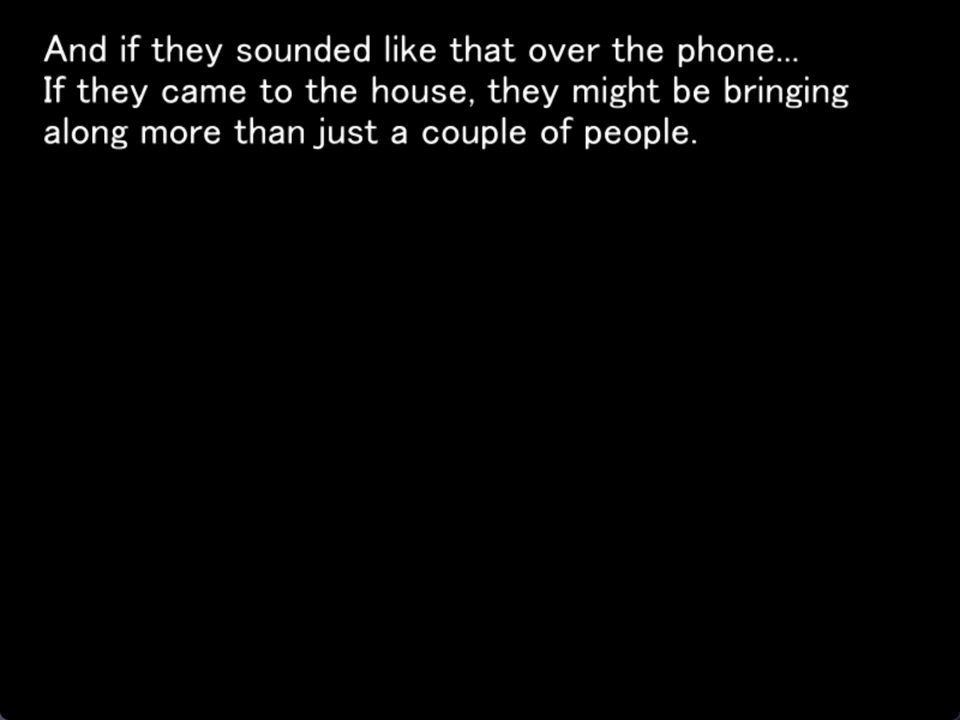 And if they sounded like that over the phone...
If they came to the house, they might be bringing
along more than just a couple of people.